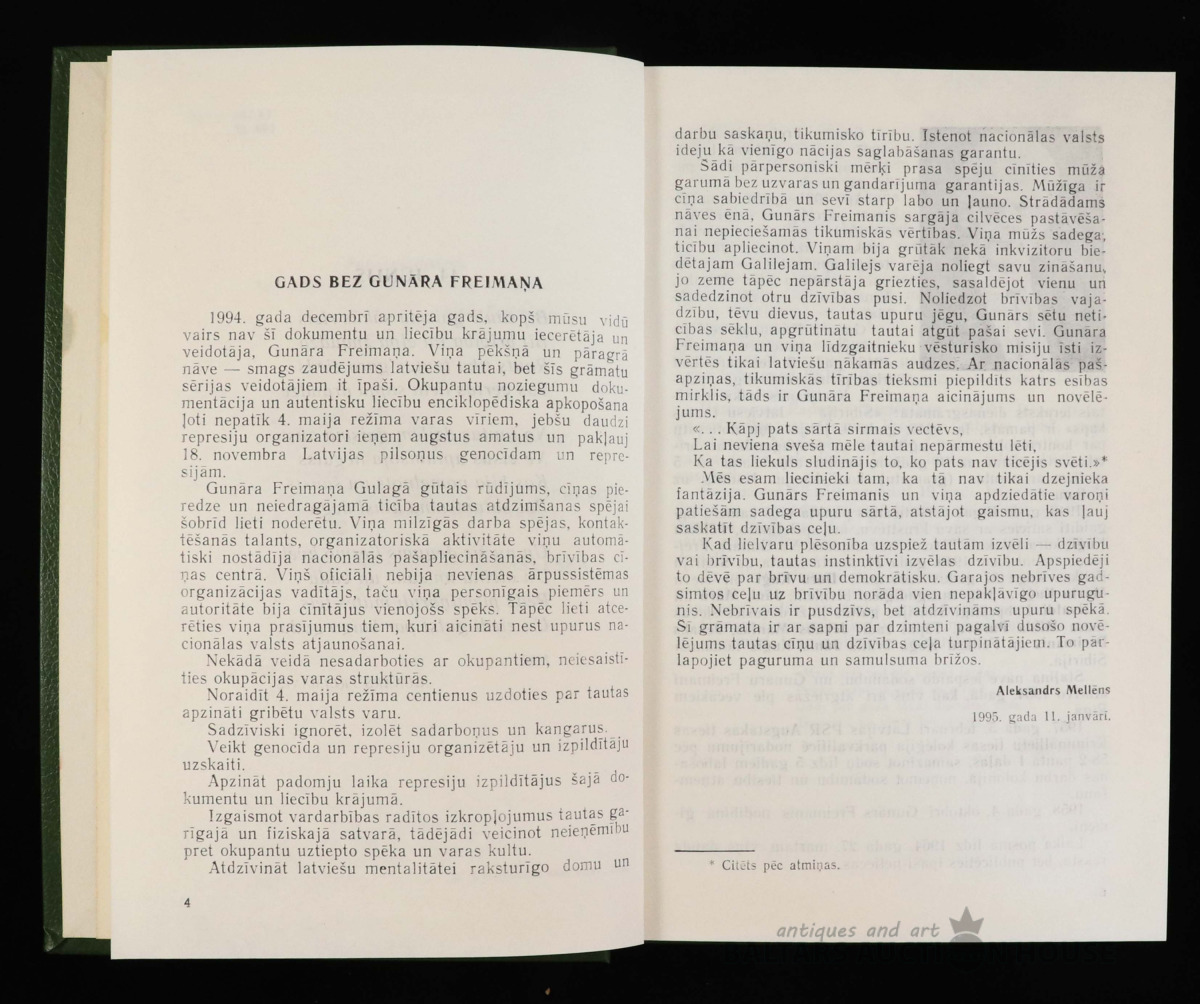 GADS BEZ GUNĀRA FREIMAŅA
1994. gada decembrī apritēja gads, kopš mūsu vidū
vairs nav šī dokumentu un liecību krājumu iecerētāja un
veidotāja, Gunāra Freimaņa. Viņa pēkšņā un pāragrā
nāve — smags zaudējums latviešu tautai, bet šīs grāmatu
sērijas veidotājiem it īpaši. Okupantu noziegumu doku-
mentācija un autentisku liecību enciklopēdiska apkopošana
ļoti nepatīk 4. maija režīma varas vīriem, jebšu daudzi
represiju organizatori ieņem augstus amatus un pakļauj
18. novembra Latvijas pilsoņus genocīdam un repre-
sijām.
Gunāra Freimaņa Gulagā gūtais rūdījums, cīņas pie-
redze un neiedragājamā ticība tautas atdzimšanas spējai
šobrīd lieti noderētu. Viņa milzīgās darba spējas, kontak-
tēšanās talants, organizatoriskā aktivitāte viņu automā-
tiski nostādīja nacionālās pašapliecināšanās, brīvības cī-
ņas centrā. Viņš oficiāli nebija nevienas ārpussistēmas
organizācijas vadītājs, taču viņa personīgais piemērs un
autoritāte bija cīnītājus vienojošs spēks. Tāpēc lieti atce-
rēties viņa prasījumus tiem, kuri aicināti nest upurus na-
cionālas valsts atjaunošanai.
Nekādā veidā nesadarboties ar okupantiem, neiesaistī-
ties okupācijas varas struktūrās.
Noraidīt 4. maija režīma centienus uzdoties par tautas
apzināti gribētu valsts varu.
Sadzīviski ignorēt, izolēt sadarboņus un kangarus.
Veikt genocīda un represiju organizētāju un izpildītāju
uzskaiti.
Apzināt padomju laika represiju izpildītājus šajā do-
kumentu un liecību krājumā.
Izgaismot vardarbības radītos izkropļojumus tautas ga-
rīgajā un fiziskajā satvarā, tādējādi veicinot neieņēmību
pret okupantu uztiepto spēka un varas kultu.
Atdzīvināt latviešu mentalitātei raksturīgo domu un
4
darbu saskaņu, tikumisko tīrību. Īstenot nacionālas valsts
ideju kā vienīgo nācijas saglabāšanas garantu.
Šādi pārpersoniski mērķi prasa spēju cīnīties mūža
garumā bez uzvaras un gandarījuma garantijas. Mūžīga ir
cīņa sabiedrībā un sevī starp labo un ļauno. Strādādams
nāves ēnā, Gunārs Freimanis sargāja cilvēces pastāvēša-
nai nepieciešamās tikumiskās vērtības. Viņa mūžs sadega,
ticību apliecinot. Viņam bija grūtāk nekā inkvizitoru bie-
dētajam Galilejam. Galilejs varēja noliegt savu zināšanu,
jo zeme tāpēc nepārstāja griezties, sasaldējot vienu un
sadedzinot otru dzīvības pusi. Noliedzot brīvības vaja-
dzību, tēvu dievus, tautas upuru jēgu, Gunārs sētu neti-
cības sēklu, apgrūtinātu tautai atgūt pašai sevi. Gunāra
Freimaņa un viņa līdzgaitnieku vēsturisko misiju īsti iz-
vērtēs tikai latviešu nākamās audzes. Ar nacionālās paš-
apziņas, tikumiskās tīrības tieksmi piepildīts katrs esības
mirklis, tāds ir Gunāra Freimaņa aicinājums un novēlē-
jums.
«. . . Kāpj pats sārtā sirmais vectēvs,
Lai neviena sveša mēle tautai nepārmestu lēti,
Ka tas liekuls sludinājis to, ko pats nav ticējis svēti.»*
Mēs esam liecinieki tam, ka tā nav tikai dzejnieka
fantāzija. Gunārs Freimanis un viņa apdziedātie varoņi
patiešām sadega upuru sārtā, atstājot gaismu, kas ļauj
saskatīt dzīvības ceļu.
Kad lielvaru plēsonība uzspiež tautām izvēli — dzīvību
vai brīvību, tautas instinktīvi izvēlas dzīvību. Apspiedēji
to dēvē par brīvu un demokrātisku. Garajos nebrīves gad-
simtos ceļu uz brīvību norāda vien nepakļāvīgo upurugu-
nis. Nebrīvais ir pusdzīvs, bet atdzīvināms upuru spēkā.
Šī grāmata ir ar sapni par dzimteni pagalvī dusošo novē-
lējums tautas cīņu un dzīvības ceļa turpinātājiem. To pār-
lapojiet paguruma un samulsuma brīžos.
Aleksandrs Mellēns
1995. gada 11. janvārī.
* Citēts pēc atmiņas.
antiques and art
BALTARS AUCTION HOUSE